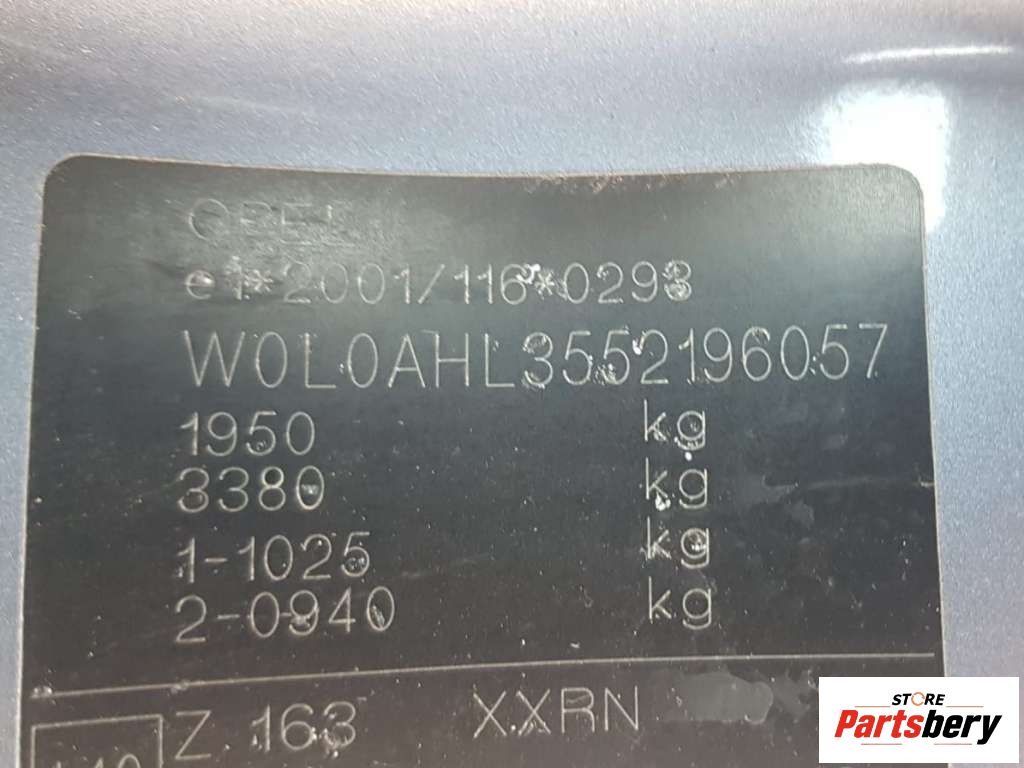 OPEL
e1*2001/116*0293
W0L0AHL3552196057
1950 kg
3380 kg
1-1025 kg
2-0940 kg
Z 163 XXRN
STORE
Partsbery